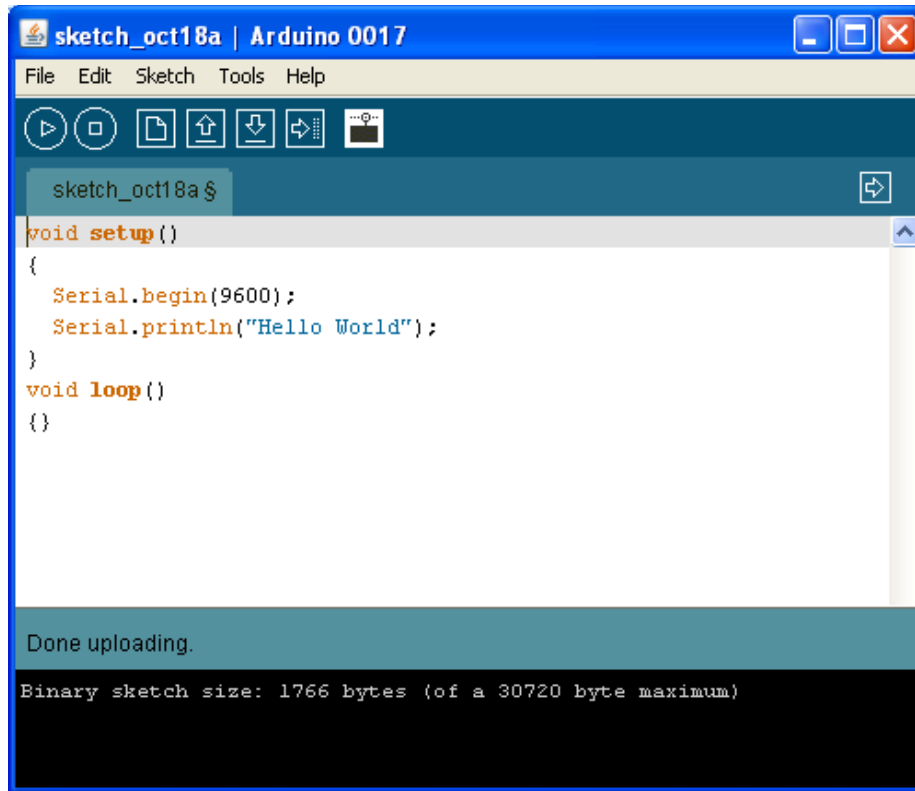 sketch_oct18a | Arduino 0017
File Edit Sketch Tools Help
sketch_oct18a §
void setup()
{
  Serial.begin(9600);
  Serial.println("Hello World");
}
void loop()
{}
Done uploading.
Binary sketch size: 1766 bytes (of a 30720 byte maximum)